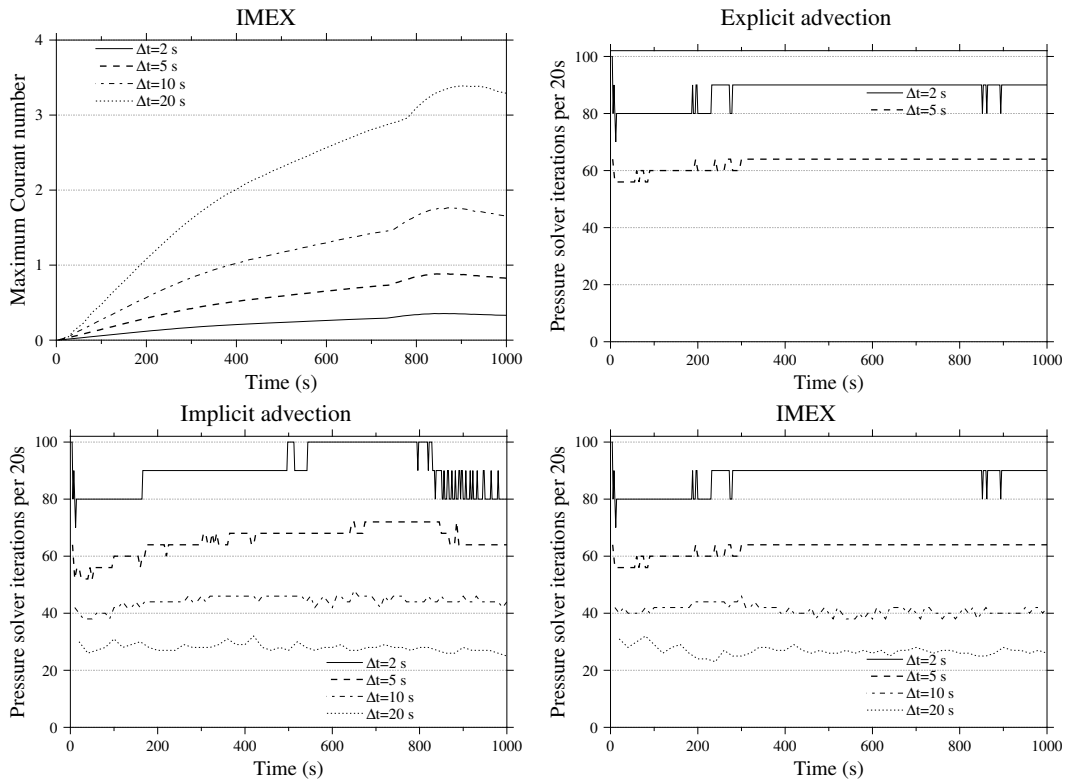 IMEX
Maximum Courant number
4
3
2
1
0
Δt=2 s
Δt=5 s
Δt=10 s
Δt=20 s
0 200 400 600 800 1000
Time (s)
Explicit advection
Pressure solver iterations per 20s
100
80
60
40
20
0
Δt=2 s
Δt=5 s
0 200 400 600 800 1000
Time (s)
Implicit advection
Pressure solver iterations per 20s
100
80
60
40
20
0
Δt=2 s
Δt=5 s
Δt=10 s
Δt=20 s
0 200 400 600 800 1000
Time (s)
IMEX
Pressure solver iterations per 20s
100
80
60
40
20
0
Δt=2 s
Δt=5 s
Δt=10 s
Δt=20 s
0 200 400 600 800 1000
Time (s)